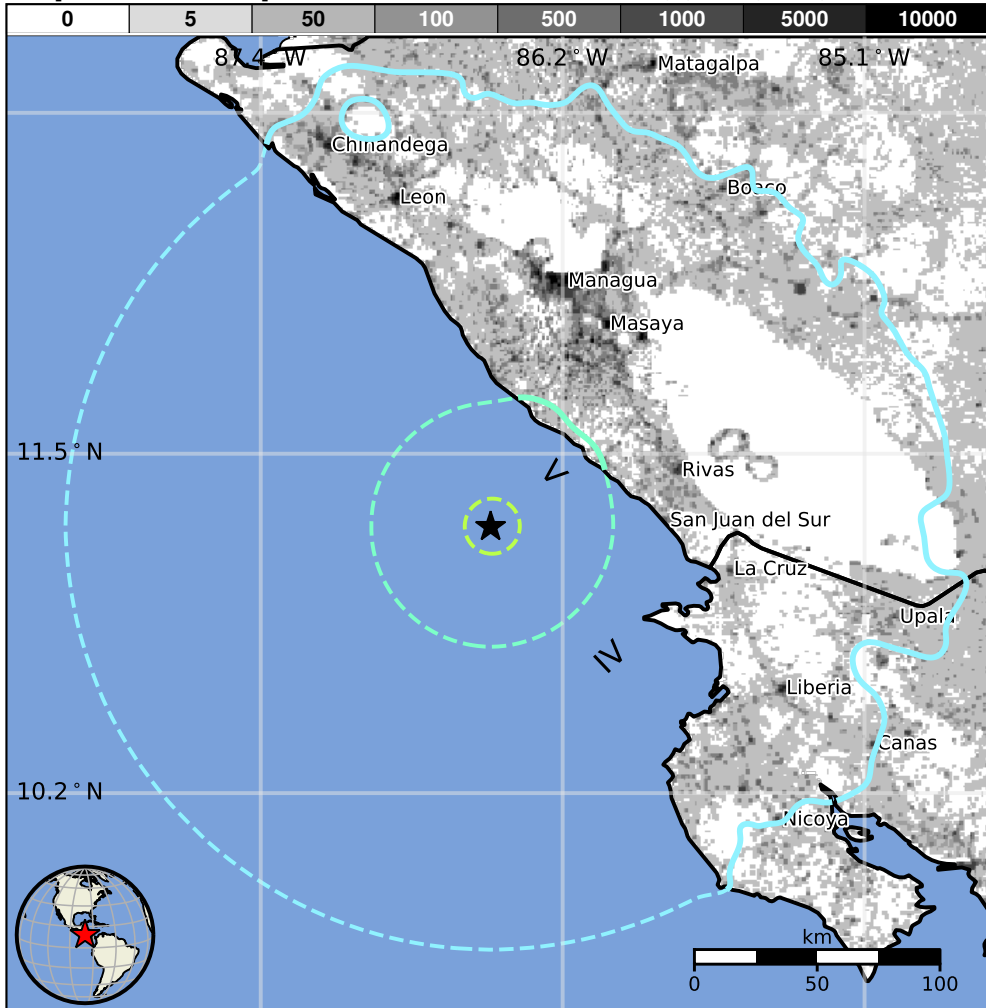 0 5 50 100 500 1000 5000 10000
87.4°W 86.2°W 85.1°W
Matagalpa
Chinandega
Boaco
Leon
Managua
Masaya
11.5°N
V
Rivas
San Juan del Sur
La Cruz
Upala
IV
Liberia
Canas
10.2°N
Nicoya
km
0 50 100